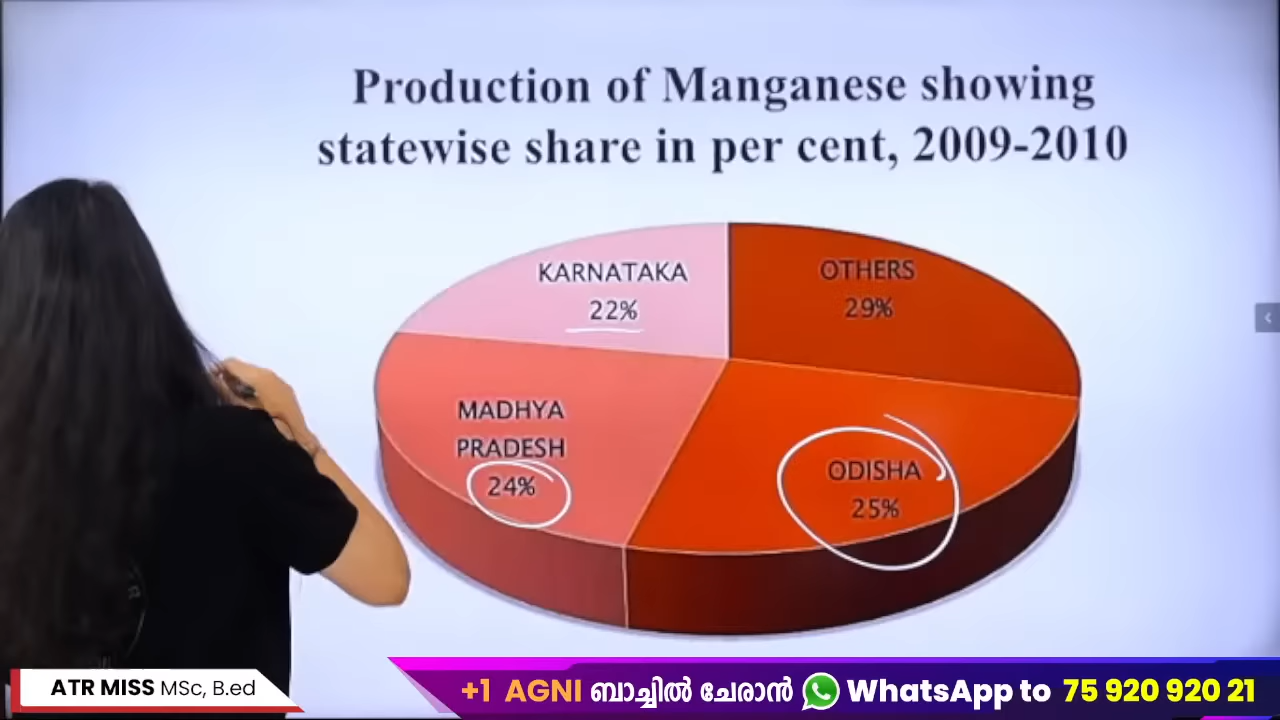 Production of Manganese showing
statewise share in per cent, 2009-2010
KARNATAKA
22%
OTHERS
29%
MADHYA
PRADESH
24%
ODISHA
25%
ATR MISS MSc, B.ed
+1 AGNI ബാച്ചിൽ ചേരാൻ WhatsApp to 75 920 920 21